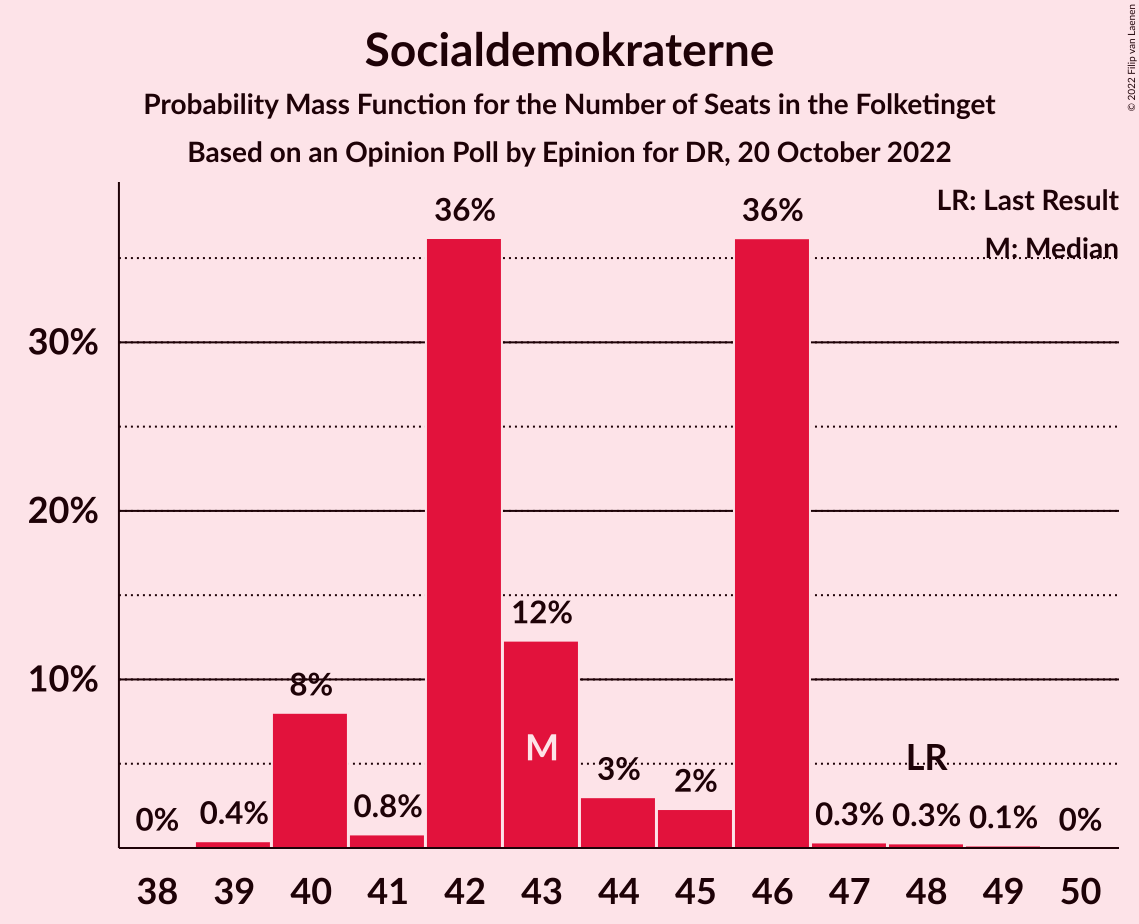 Socialdemokraterne
Probability Mass Function for the Number of Seats in the Folketinget
Based on an Opinion Poll by Epinion for DR, 20 October 2022
© 2022 Filip van Laenen
LR: Last Result
M: Median
30%
20%
10%
0%
0.4%
8%
0.8%
36%
12%
M
3%
2%
36%
0.3%
LR
0.3%
0.1%
0%
38 39 40 41 42 43 44 45 46 47 48 49 50